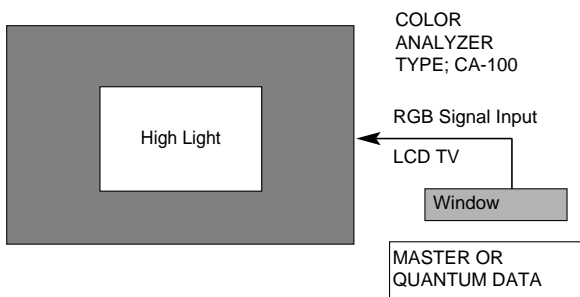 COLOR
ANALYZER
TYPE; CA-100
High Light
RGB Signal Input
LCD TV
Window
MASTER OR
QUANTUM DATA